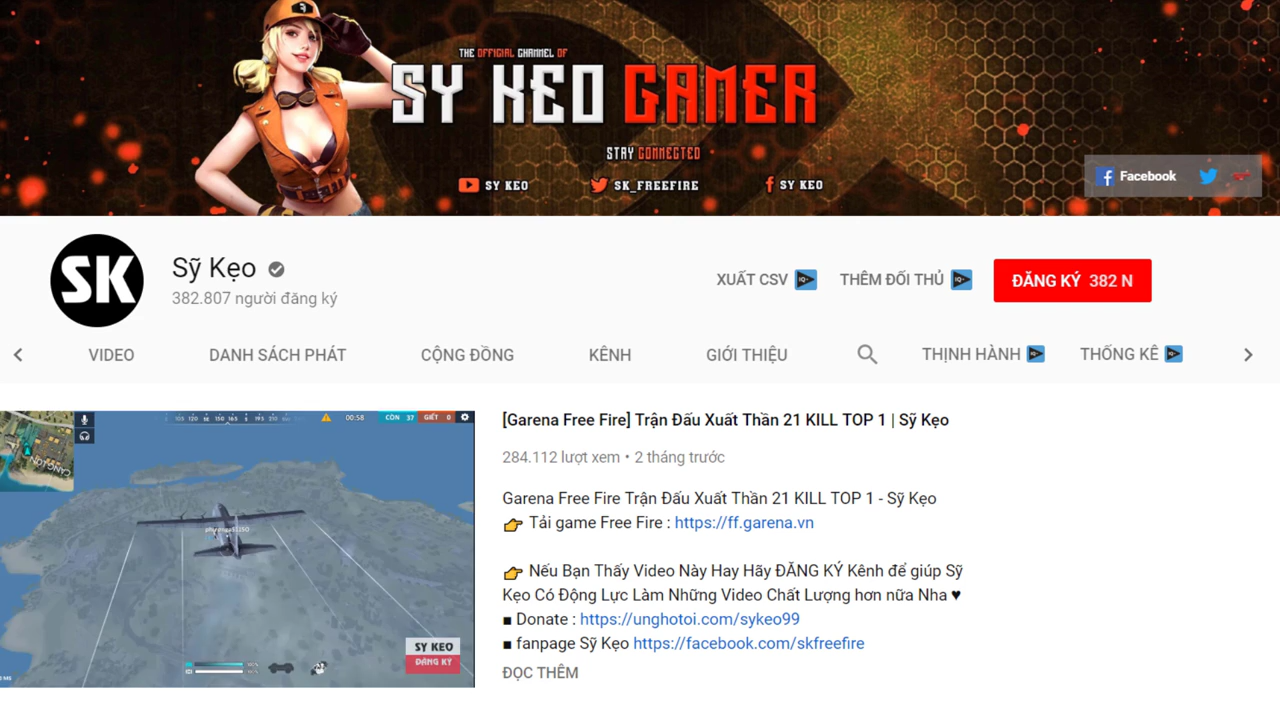 THE OFFICIAL CHANNEL OF
SY KEO GAMER
STAY CONNECTED
SY KEO
SK_FREEFIRE
SY KEO
Facebook
SK
Sỹ Kẹo
382.807 người đăng ký
XUẤT CSV
THÊM ĐỐI THỦ
ĐĂNG KÝ 382 N
VIDEO
DANH SÁCH PHÁT
CỘNG ĐỒNG
KÊNH
GIỚI THIỆU
THỊNH HÀNH
THỐNG KÊ
00:58
CÒN 37
GIẾT 0
SY KEO
ĐĂNG KÝ
[Garena Free Fire] Trận Đấu Xuất Thần 21 KILL TOP 1 | Sỹ Kẹo
284.112 lượt xem • 2 tháng trước
Garena Free Fire Trận Đấu Xuất Thần 21 KILL TOP 1 - Sỹ Kẹo
👉 Tải game Free Fire : https://ff.garena.vn
👉 Nếu Bạn Thấy Video Này Hay Hãy ĐĂNG KÝ Kênh để giúp Sỹ
Kẹo Có Động Lực Làm Những Video Chất Lượng hơn nữa Nha ♥
■ Donate : https://unghotoi.com/sykeo99
■ fanpage Sỹ Kẹo https://facebook.com/skfreefire
ĐỌC THÊM